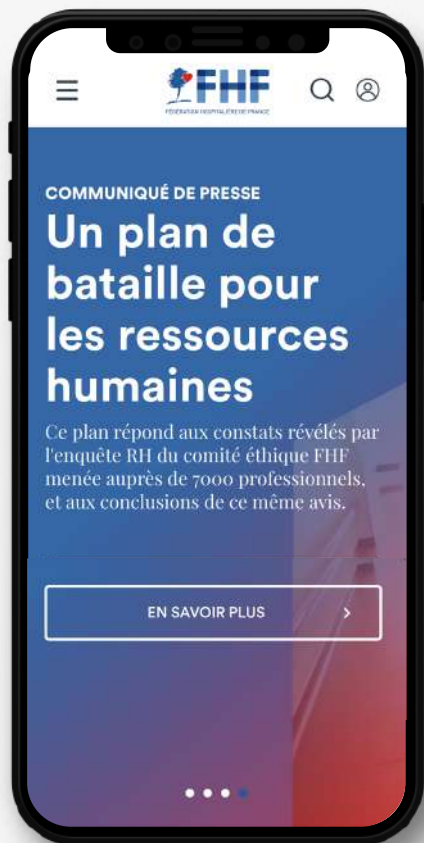 FHF
FÉDÉRATION HOSPITALIÈRE DE FRANCE
COMMUNIQUÉ DE PRESSE
Un plan de
bataille pour
les ressources
humaines
Ce plan répond aux constats révélés par
l'enquête RH du comité éthique FHF
menée auprès de 7000 professionnels,
et aux conclusions de ce même avis.
EN SAVOIR PLUS